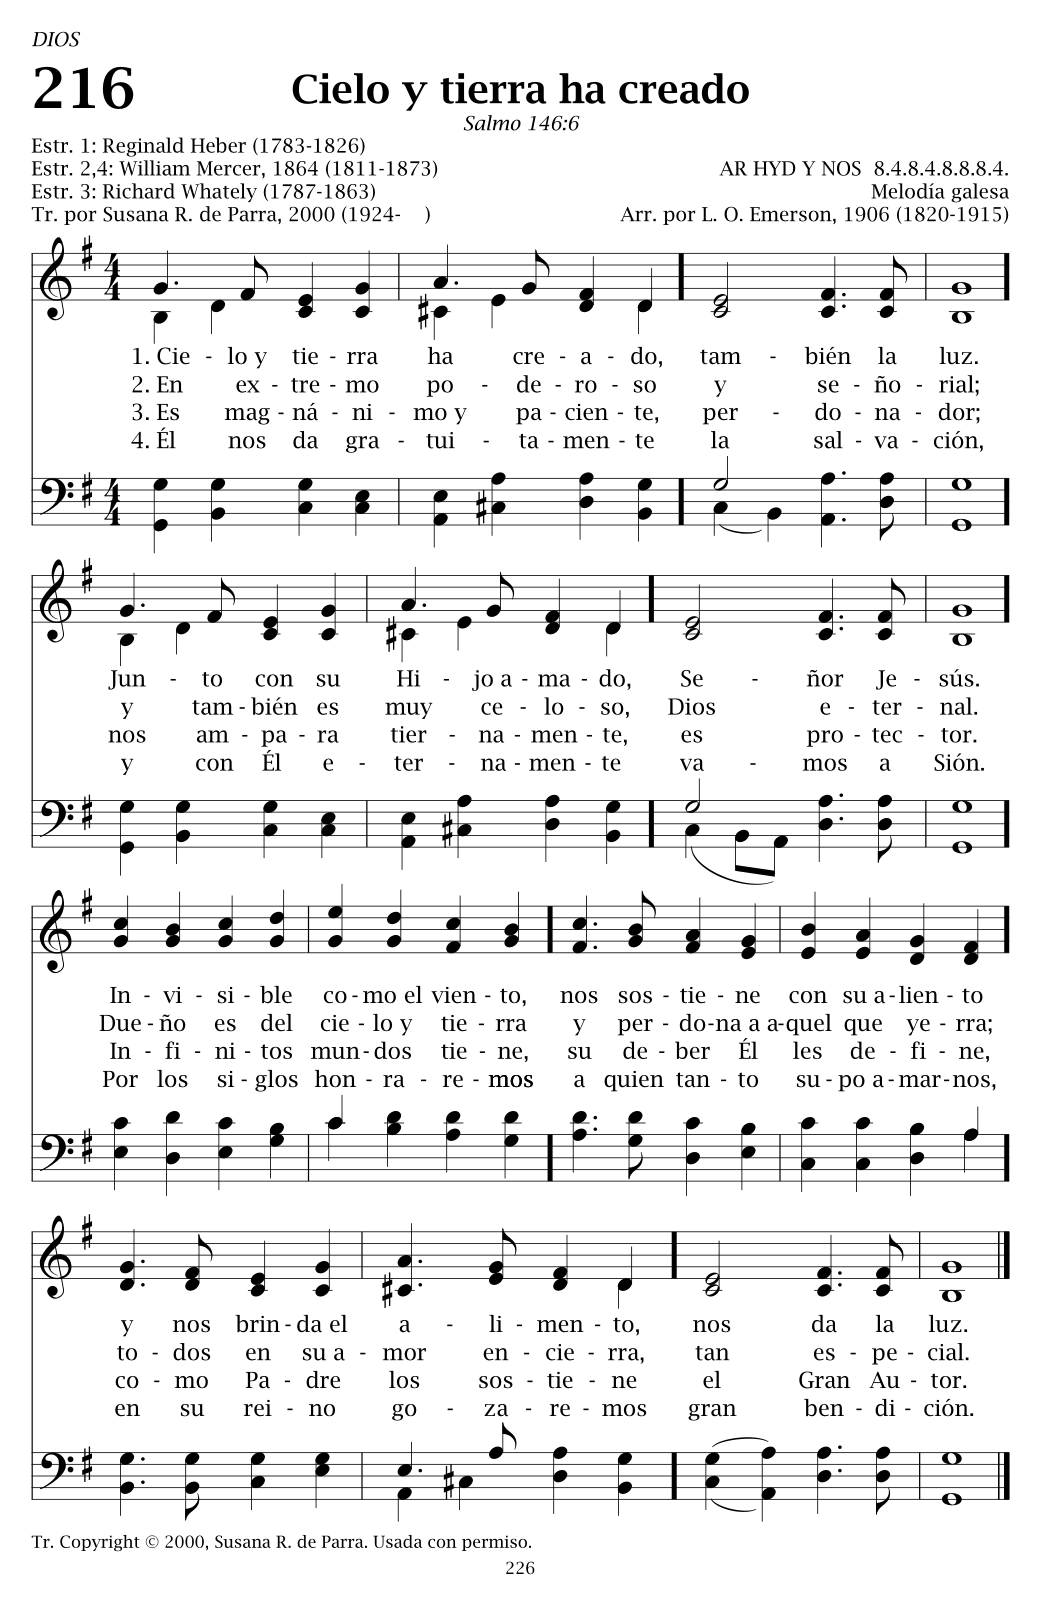 DIOS
216
Cielo y tierra ha creado
Salmo 146:6
Estr. 1: Reginald Heber (1783-1826)
Estr. 2,4: William Mercer, 1864 (1811-1873)
Estr. 3: Richard Whately (1787-1863)
Tr. por Susana R. de Parra, 2000 (1924-    )
AR HYD Y NOS  8.4.8.4.8.8.8.4.
Melodía galesa
Arr. por L. O. Emerson, 1906 (1820-1915)
1. Cie - lo y tie - rra ha cre - a - do, tam - bién la luz.
2. En ex - tre - mo po - de - ro - so y se - ño - rial;
3. Es mag - ná - ni - mo y pa - cien - te, per - do - na - dor;
4. Él nos da gra - tui - ta - men - te la sal - va - ción,
Jun - to con su Hi - jo a - ma - do, Se - ñor Je - sús.
y tam - bién es muy ce - lo - so, Dios e - ter - nal.
nos am - pa - ra tier - na - men - te, es pro - tec - tor.
y con Él e - ter - na - men - te va - mos a Sión.
In - vi - si - ble co - mo el vien - to, nos sos - tie - ne con su a - lien - to
Due - ño es del cie - lo y tie - rra y per - do - na a a - quel que ye - rra;
In - fi - ni - tos mun - dos tie - ne, su de - ber Él les de - fi - ne,
Por los si - glos hon - ra - re - mos a quien tan - to su - po a - mar - nos,
y nos brin - da el a - li - men - to, nos da la luz.
to - dos en su a - mor en - cie - rra, tan es - pe - cial.
co - mo Pa - dre los sos - tie - ne el Gran Au - tor.
en su rei - no go - za - re - mos gran ben - di - ción.
Tr. Copyright © 2000, Susana R. de Parra. Usada con permiso.
226